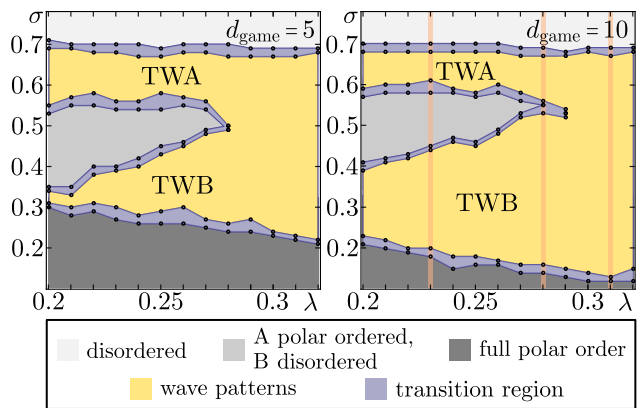 σ d_game = 5 σ d_game = 10
0.7 0.7
TWA TWA
0.6 0.6
0.5 0.5
0.4 0.4
TWB TWB
0.3 0.3
0.2 0.2
0.2 0.25 0.3 λ 0.2 0.25 0.3 λ
disordered A polar ordered, B disordered full polar order
wave patterns transition region